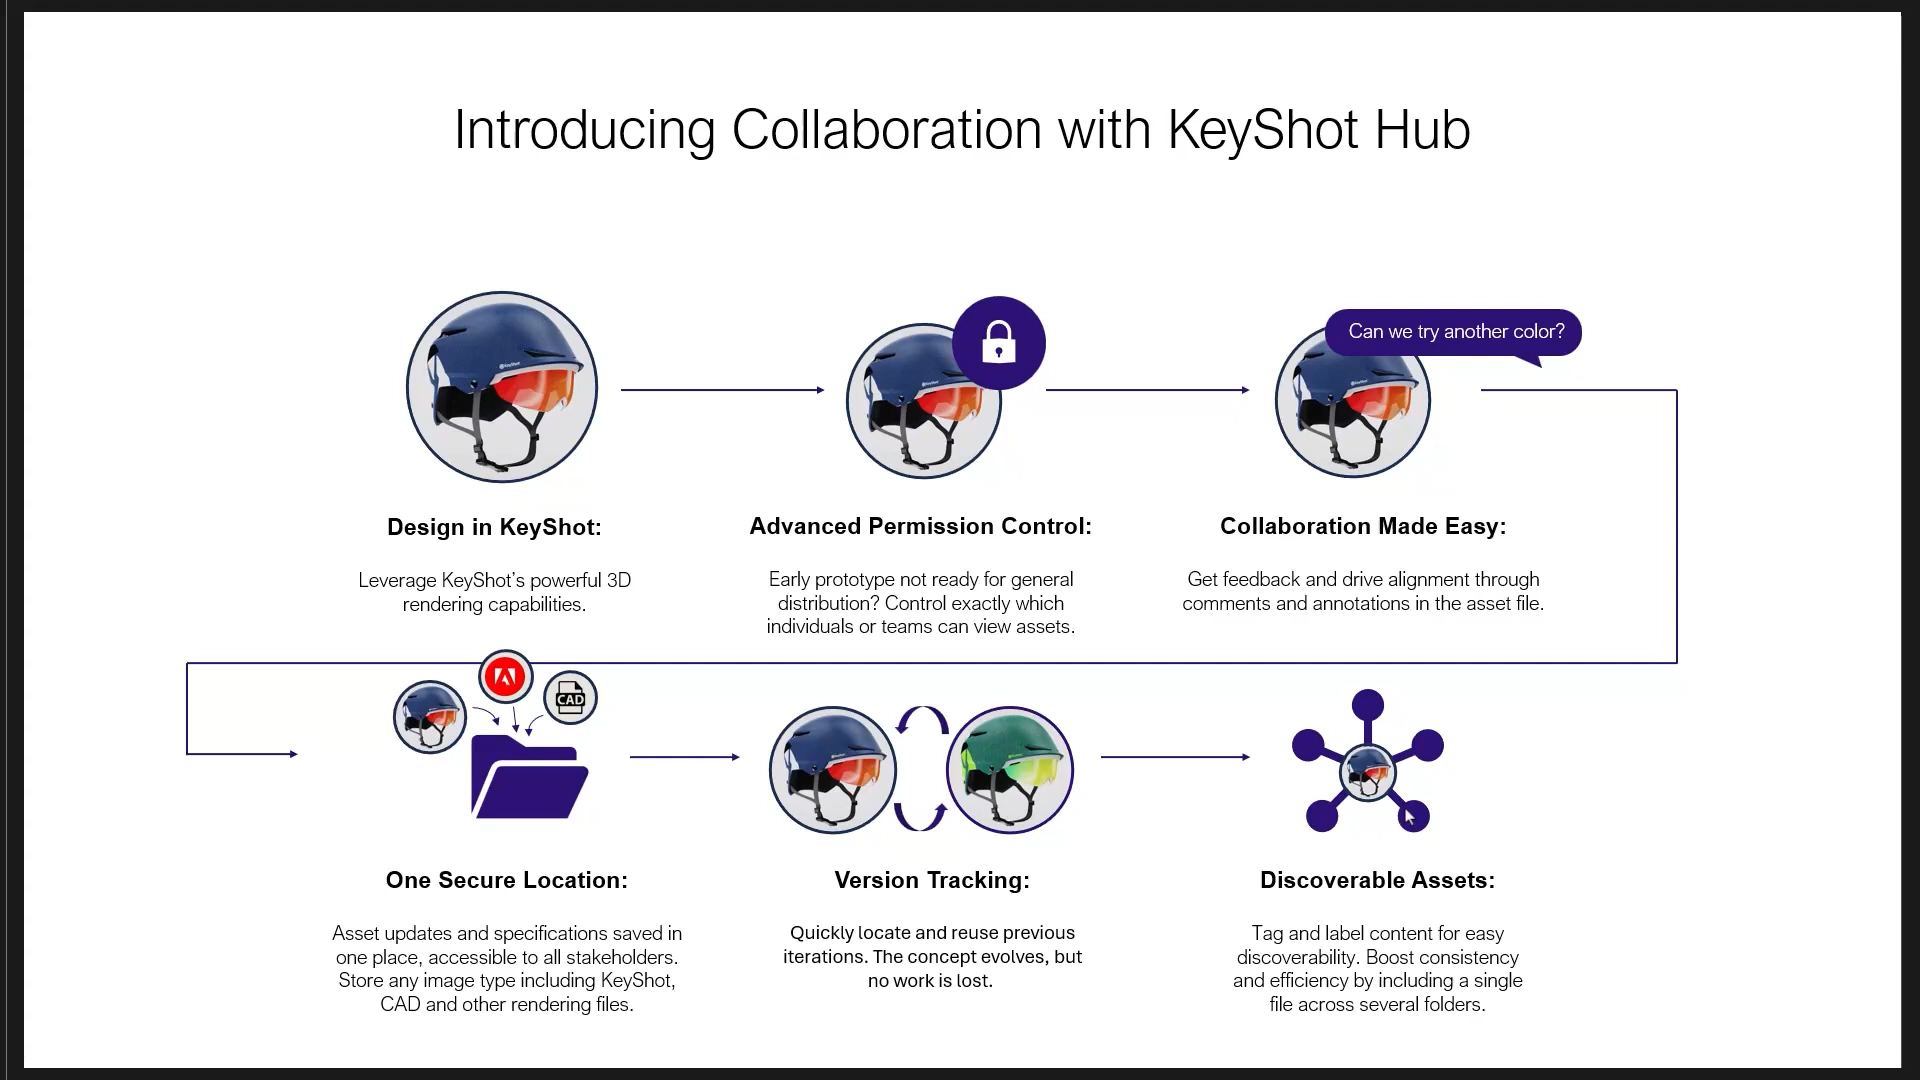 Introducing Collaboration with KeyShot Hub
Can we try another color?
KeyShot
KeyShot
KeyShot
Design in KeyShot:
Advanced Permission Control:
Collaboration Made Easy:
Leverage KeyShot's powerful 3D
rendering capabilities.
Early prototype not ready for general
distribution? Control exactly which
individuals or teams can view assets.
Get feedback and drive alignment through
comments and annotations in the asset file.
CAD
One Secure Location:
Version Tracking:
Discoverable Assets:
Asset updates and specifications saved in
one place, accessible to all stakeholders.
Store any image type including KeyShot,
CAD and other rendering files.
Quickly locate and reuse previous
iterations. The concept evolves, but
no work is lost.
Tag and label content for easy
discoverability. Boost consistency
and efficiency by including a single
file across several folders.